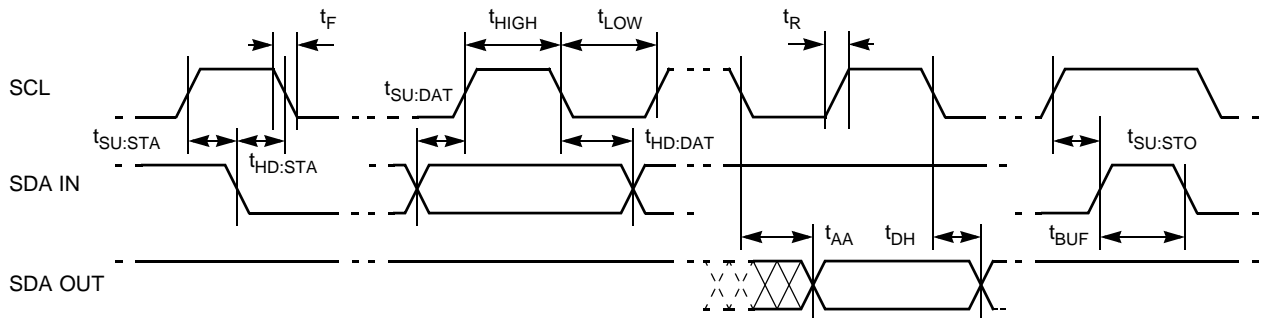 tF tHIGH tLOW tR
SCL
tSU:DAT
tSU:STA tHD:STA tHD:DAT tSU:STO
SDA IN
tAA tDH tBUF
SDA OUT